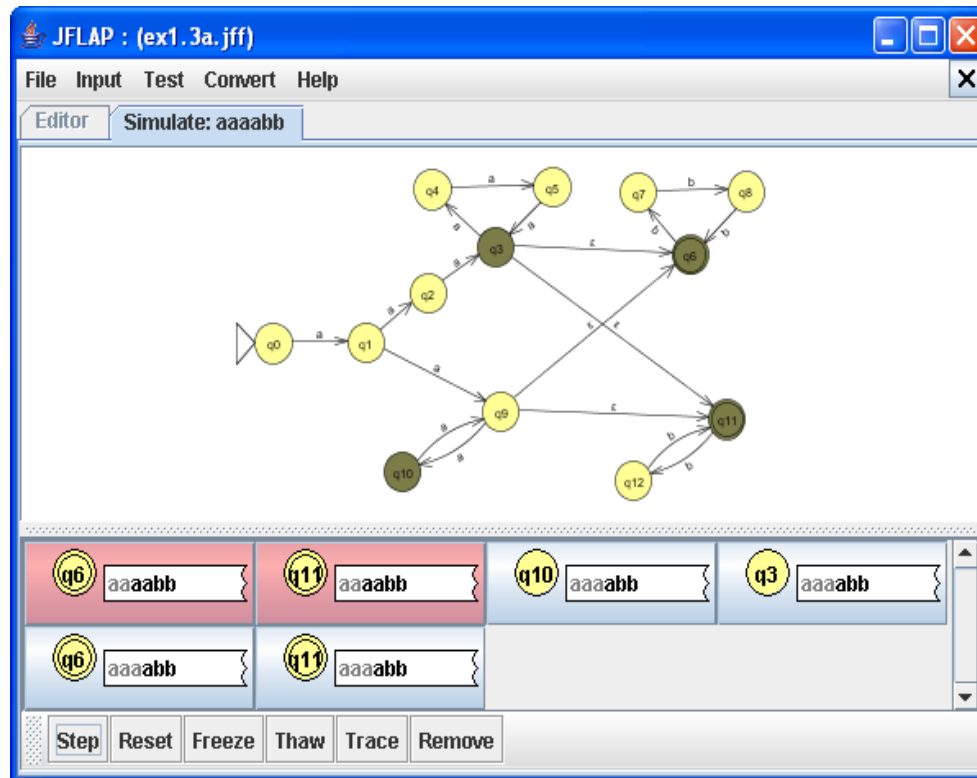 JFLAP : (ex1.3a.jff)
File Input Test Convert Help
Editor Simulate: aaaabb
q4 a q5 q7 b q8
a a b b
q3 ε q6
a
q2
a ε ε
q0 a q1
a
q9 ε q11
a a b b
q10 q12
q6 aaaabb q11 aaaabb q10 aaaabb q3 aaaabb
q6 aaaabb q11 aaaabb
Step Reset Freeze Thaw Trace Remove